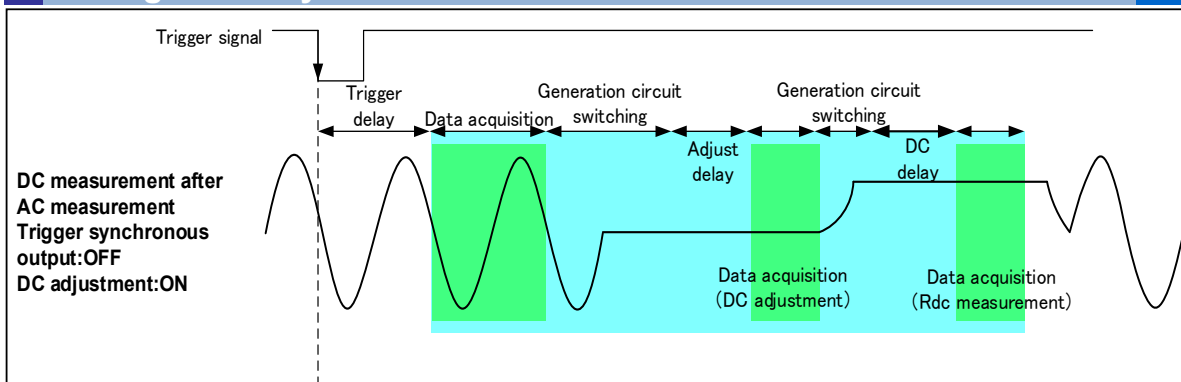 Trigger signal
Trigger
delay
Data acquisition
Generation circuit
switching
Adjust
delay
Generation circuit
switching
DC
delay
DC measurement after
AC measurement
Trigger synchronous
output:OFF
DC adjustment:ON
Data acquisition
(DC adjustment)
Data acquisition
(Rdc measurement)